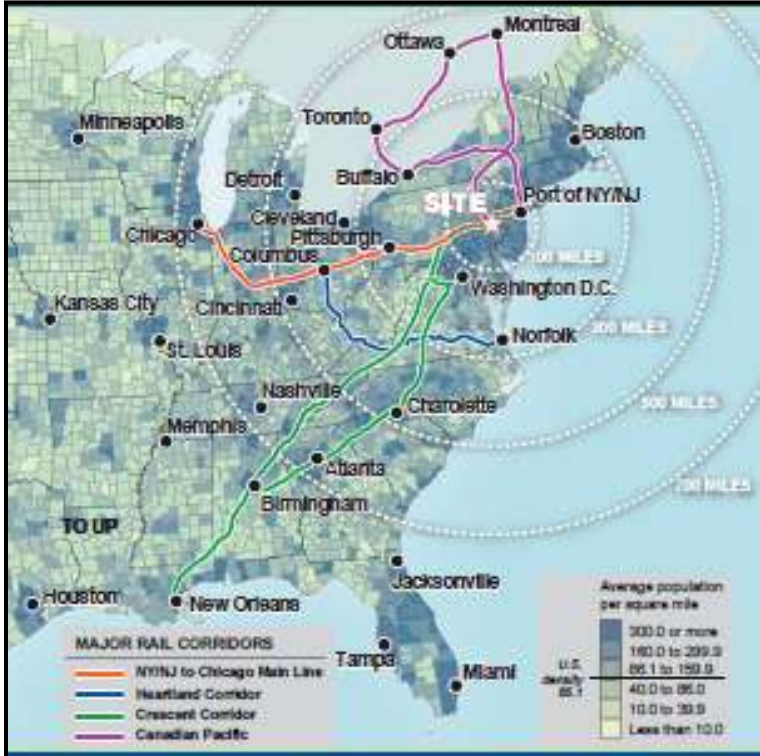 Montreal
Ottawa
Toronto
Minneapolis
Boston
Detroit
Buffalo
SITE
Port of NY/NJ
Cleveland
Chicago
Pittsburgh
Columbus
100 MILES
Washington D.C.
Kansas City
Cincinnati
300 MILES
Norfolk
St. Louis
Nashville
Charolette
500 MILES
Memphis
Atlanta
700 MILES
Birmingham
TO UP
Jacksonville
Houston
New Orleans
Tampa
Miami
MAJOR RAIL CORRIDORS
NY/NJ to Chicago Main Line
Heartland Corridor
Crescent Corridor
Canadian Pacific
Average population
per square mile
300.0 or more
160.0 to 299.9
86.1 to 159.9
40.0 to 86.0
10.0 to 39.9
Less than 10.0
U.S.
density
86.1